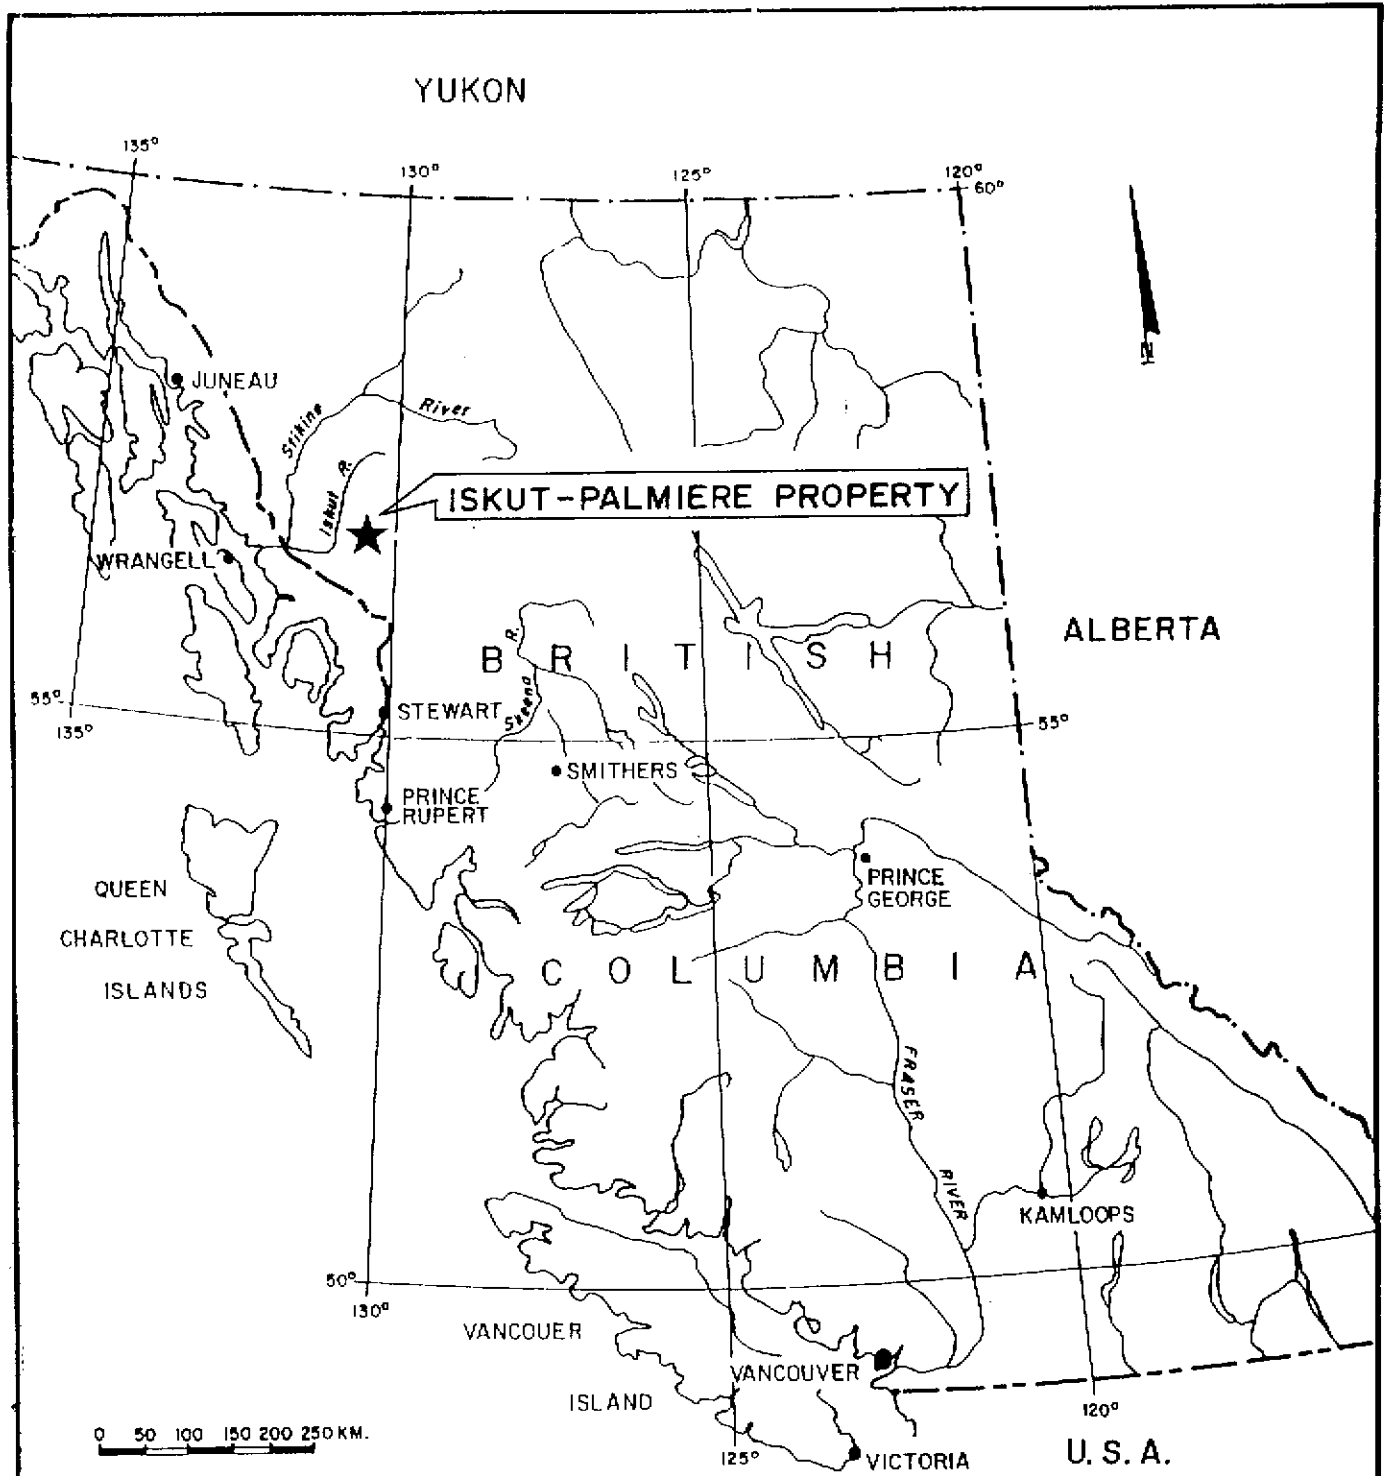 YUKON
135°
130°
125°
120°
60°
N
JUNEAU
Stikine
River
Iskut R.
ISKUT-PALMIERE PROPERTY
WRANGELL
ALBERTA
BRITISH
Skeena R.
55°
135°
STEWART
55°
SMITHERS
PRINCE
RUPERT
PRINCE
GEORGE
QUEEN
CHARLOTTE
ISLANDS
COLUMBIA
FRASER
RIVER
KAMLOOPS
50°
130°
VANCOUER
ISLAND
VANCOUVER
120°
0 50 100 150 200 250 KM.
125°
VICTORIA
U.S.A.